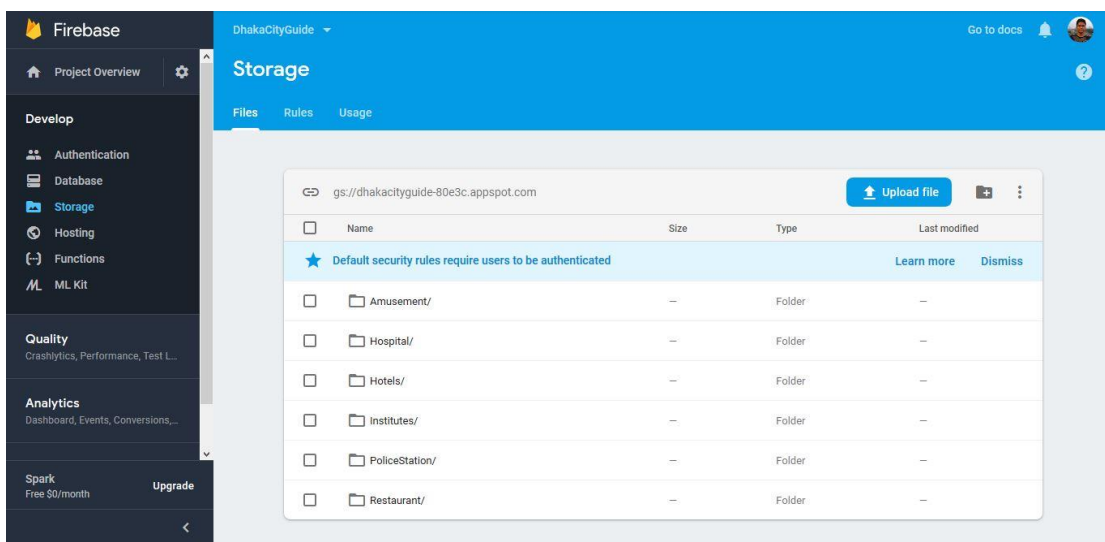 Firebase
Project Overview
Develop
Authentication
Database
Storage
Hosting
Functions
ML Kit
Quality
Crashlytics, Performance, Test L...
Analytics
Dashboard, Events, Conversions,...
Spark
Free $0/month
Upgrade
DhakaCityGuide
Go to docs
Storage
Files Rules Usage
gs://dhakacityguide-80e3c.appspot.com Upload file
Name Size Type Last modified
Default security rules require users to be authenticated Learn more Dismiss
Amusement/ – Folder –
Hospital/ – Folder –
Hotels/ – Folder –
Institutes/ – Folder –
PoliceStation/ – Folder –
Restaurant/ – Folder –